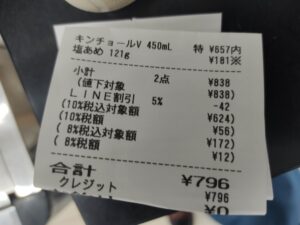 キンチョールV 450mL 特 ¥657内
塩あめ 121g ¥181※
小計 2点 ¥838
(値下対象 ¥838)
LINE割引 5% -42
(10%税込対象額 ¥624)
(10%税額 ¥56)
( 8%税込対象額 ¥172)
( 8%税額 ¥12)
合計 ¥796
クレジット ¥796
¥0